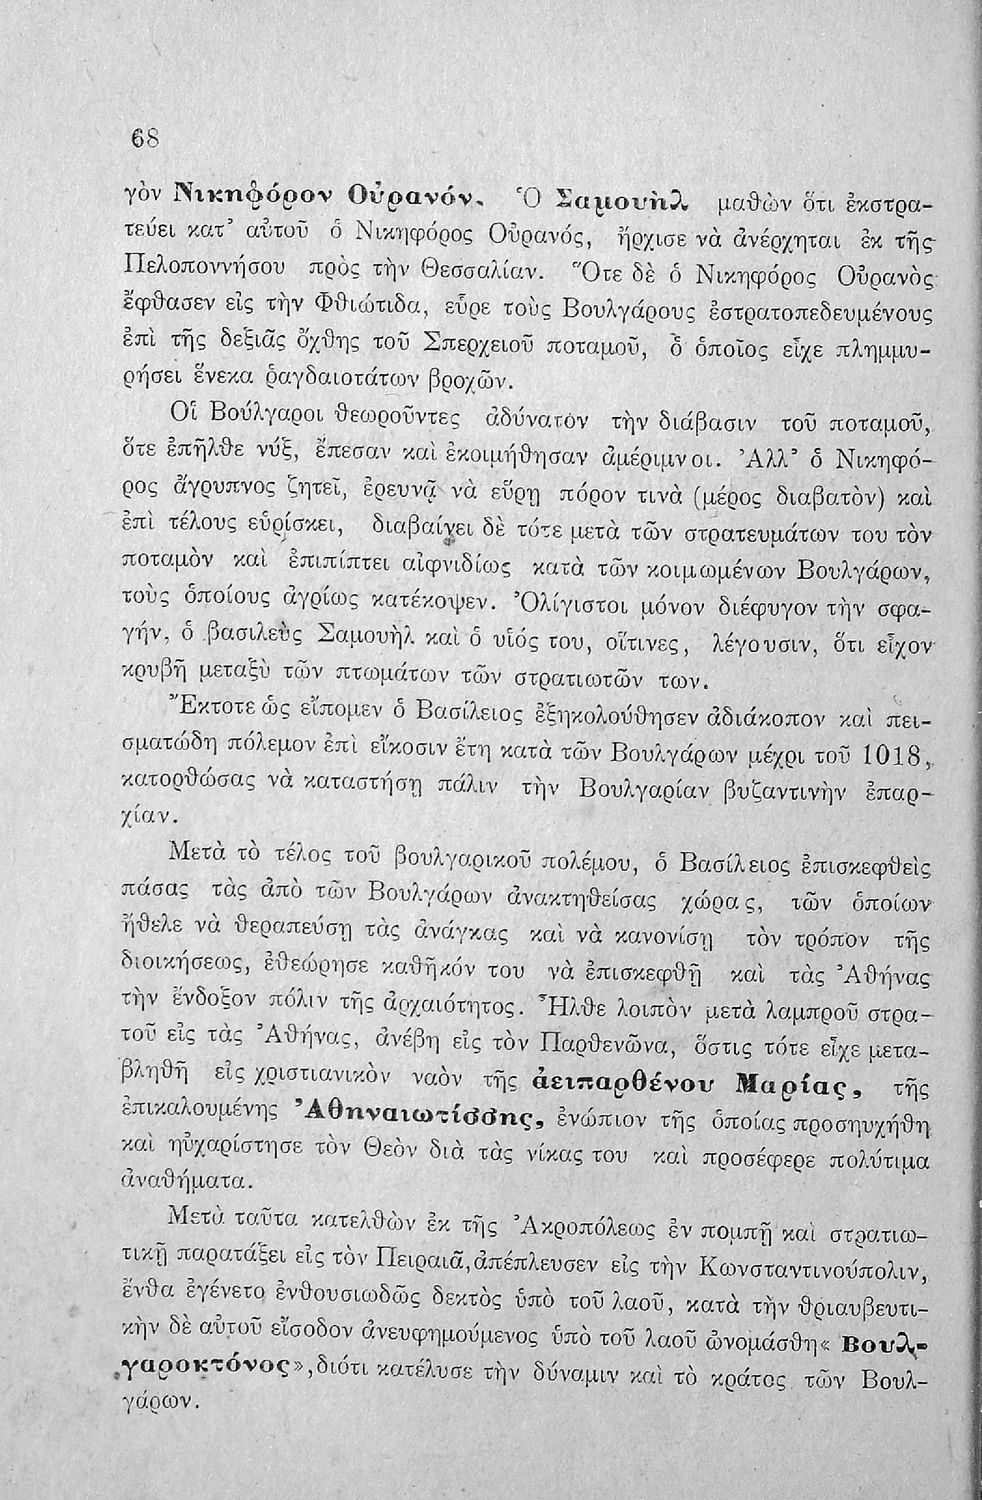 68
γὸν Νικηφόρον Οὐρανόν. Ὁ Σαμουὴλ μαθὼν ὅτι ἐκστρα-
τεύει κατ' αὐτοῦ ὁ Νικηφόρος Οὐρανός, ἤρχισε νὰ ἀνέρχηται ἐκ τῆς
Πελοποννήσου πρὸς τὴν Θεσσαλίαν. Ὅτε δὲ ὁ Νικηφόρος Οὐρανὸς
ἔφθασεν εἰς τὴν Φθιώτιδα, εὗρε τοὺς Βουλγάρους ἐστρατοπεδευμένους
ἐπὶ τῆς δεξιᾶς ὄχθης τοῦ Σπερχειοῦ ποταμοῦ, ὁ ὁποῖος εἶχε πλημμυ-
ρήσει ἕνεκα ῥαγδαιοτάτων βροχῶν.
Οἱ Βούλγαροι θεωροῦντες ἀδύνατον τὴν διάβασιν τοῦ ποταμοῦ,
ὅτε ἐπῆλθε νύξ, ἔπεσαν καὶ ἐκοιμήθησαν ἀμέριμνοι. Ἀλλ' ὁ Νικηφό-
ρος ἄγρυπνος ζητεῖ, ἐρευνᾷ νὰ εὕρῃ πόρον τινὰ (μέρος διαβατὸν) καὶ
ἐπὶ τέλους εὑρίσκει, διαβαίνει δὲ τότε μετὰ τῶν στρατευμάτων του τὸν
ποταμὸν καὶ ἐπιπίπτει αἰφνιδίως κατὰ τῶν κοιμωμένων Βουλγάρων,
τοὺς ὁποίους ἀγρίως κατέκοψεν. Ὀλίγιστοι μόνον διέφυγον τὴν σφα-
γήν, ὁ βασιλεὺς Σαμουὴλ καὶ ὁ υἱός του, οἵτινες, λέγουσιν, ὅτι εἶχον
κρυβῆ μεταξὺ τῶν πτωμάτων τῶν στρατιωτῶν των.
Ἔκτοτε ὡς εἴπομεν ὁ Βασίλειος ἐξηκολούθησεν ἀδιάκοπον καὶ πει-
σματώδη πόλεμον ἐπὶ εἴκοσιν ἔτη κατὰ τῶν Βουλγάρων μέχρι τοῦ 1018,
κατορθώσας νὰ καταστήσῃ πάλιν τὴν Βουλγαρίαν βυζαντινὴν ἐπαρ-
χίαν.
Μετὰ τὸ τέλος τοῦ βουλγαρικοῦ πολέμου, ὁ Βασίλειος ἐπισκεφθεὶς
πάσας τὰς ἀπὸ τῶν Βουλγάρων ἀνακτηθείσας χώρας, τῶν ὁποίων
ἤθελε νὰ θεραπεύσῃ τὰς ἀνάγκας καὶ νὰ κανονίσῃ τὸν τρόπον τῆς
διοικήσεως, ἐθεώρησε καθῆκόν του νὰ ἐπισκεφθῇ καὶ τὰς Ἀθήνας
τὴν ἔνδοξον πόλιν τῆς ἀρχαιότητος. Ἦλθε λοιπὸν μετὰ λαμπροῦ στρα-
τοῦ εἰς τὰς Ἀθήνας, ἀνέβη εἰς τὸν Παρθενῶνα, ὅστις τότε εἶχε μετα-
βληθῆ εἰς χριστιανικὸν ναὸν τῆς ἀειπαρθένου Μαρίας, τῆς
ἐπικαλουμένης Ἀθηναιωτίσσης, ἐνώπιον τῆς ὁποίας προσηυχήθη
καὶ ηὐχαρίστησε τὸν Θεὸν διὰ τὰς νίκας του καὶ προσέφερε πολύτιμα
ἀναθήματα.
Μετὰ ταῦτα κατελθὼν ἐκ τῆς Ἀκροπόλεως ἐν πομπῇ καὶ στρατιω-
τικῇ παρατάξει εἰς τὸν Πειραιᾶ, ἀπέπλευσεν εἰς τὴν Κωνσταντινούπολιν,
ἔνθα ἐγένετο ἐνθουσιωδῶς δεκτὸς ὑπὸ τοῦ λαοῦ, κατὰ τὴν θριαυβευτι-
κὴν δὲ αὐτοῦ εἴσοδον ἀνευφημούμενος ὑπὸ τοῦ λαοῦ ὠνομάσθη« Βουλ-
γαροκτόνος», διότι κατέλυσε τὴν δύναμιν καὶ τὸ κράτος τῶν Βουλ-
γάρων.